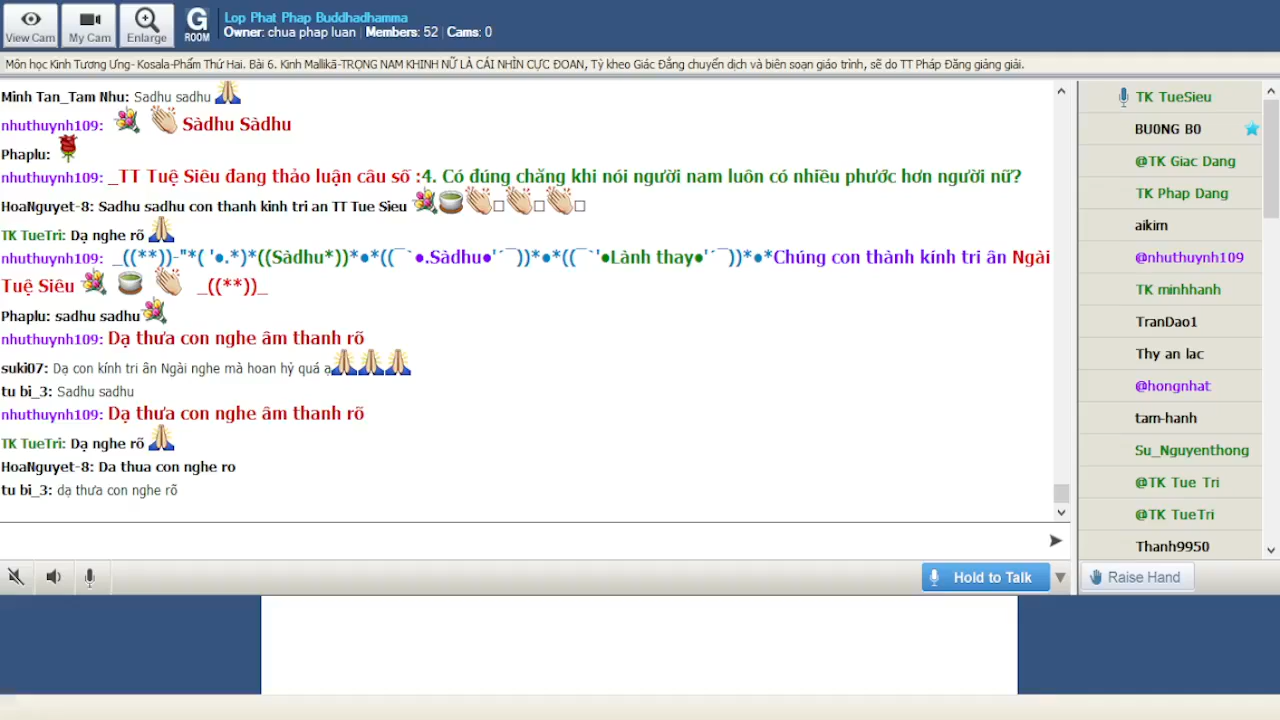 View Cam
My Cam
Enlarge
G
ROOM
Lop Phat Phap Buddhadhamma
Owner: chua phap luan | Members: 52 | Cams: 0
Môn học Kinh Tương Ưng- Kosala-Phẩm Thứ Hai. Bài 6. Kinh Mallikā-TRỌNG NAM KHINH NỮ LÀ CÁI NHÌN CỰC ĐOAN, Tỳ kheo Giác Đẳng chuyển dịch và biên soạn giáo trình, sẽ do TT Pháp Đăng giảng giải.
Minh Tan_Tam Nhu: Sadhu sadhu
nhuthuynh109: Sàdhu Sàdhu
Phaplu:
nhuthuynh109: _TT Tuệ Siêu đang thảo luận câu số :4. Có đúng chăng khi nói người nam luôn có nhiều phước hơn người nữ?
HoaNguyet-8: Sadhu sadhu con thanh kinh tri an TT Tue Sieu
TK TueTri: Dạ nghe rõ
nhuthuynh109: _((**))-"*( '●.*)*((Sàdhu*))*●*((¯`●.Sàdhu●'´¯))*●*((¯`'●Lành thay●'´¯))*●*Chúng con thành kính tri ân Ngài
Tuệ Siêu _((**))_
Phaplu: sadhu sadhu
nhuthuynh109: Dạ thưa con nghe âm thanh rõ
suki07: Dạ con kính tri ân Ngài nghe mà hoan hỷ quá ạ
tu bi_3: Sadhu sadhu
nhuthuynh109: Dạ thưa con nghe âm thanh rõ
TK TueTri: Dạ nghe rõ
HoaNguyet-8: Da thua con nghe ro
tu bi_3: dạ thưa con nghe rõ
Hold to Talk
TK TueSieu
BU0NG B0
@TK Giac Dang
TK Phap Dang
aikim
@nhuthuynh109
TK minhhanh
TranDao1
Thy an lac
@hongnhat
tam-hanh
Su_Nguyenthong
@TK Tue Tri
@TK TueTri
Thanh9950
Raise Hand